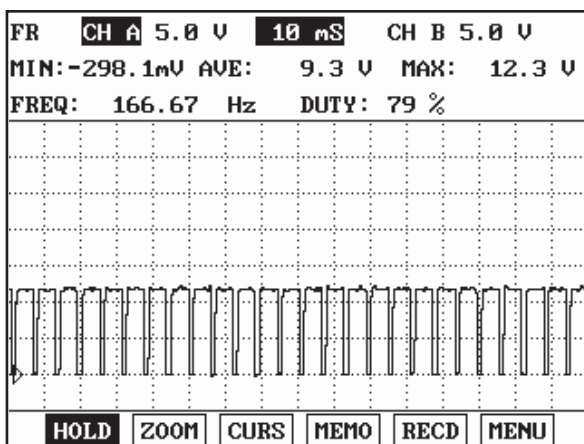 FR CH A 5.0 V 10 mS CH B 5.0 V
MIN:-298.1mV AVE: 9.3 V MAX: 12.3 V
FREQ: 166.67 Hz DUTY: 79 %
HOLD ZOOM CURS MEMO RECD MENU